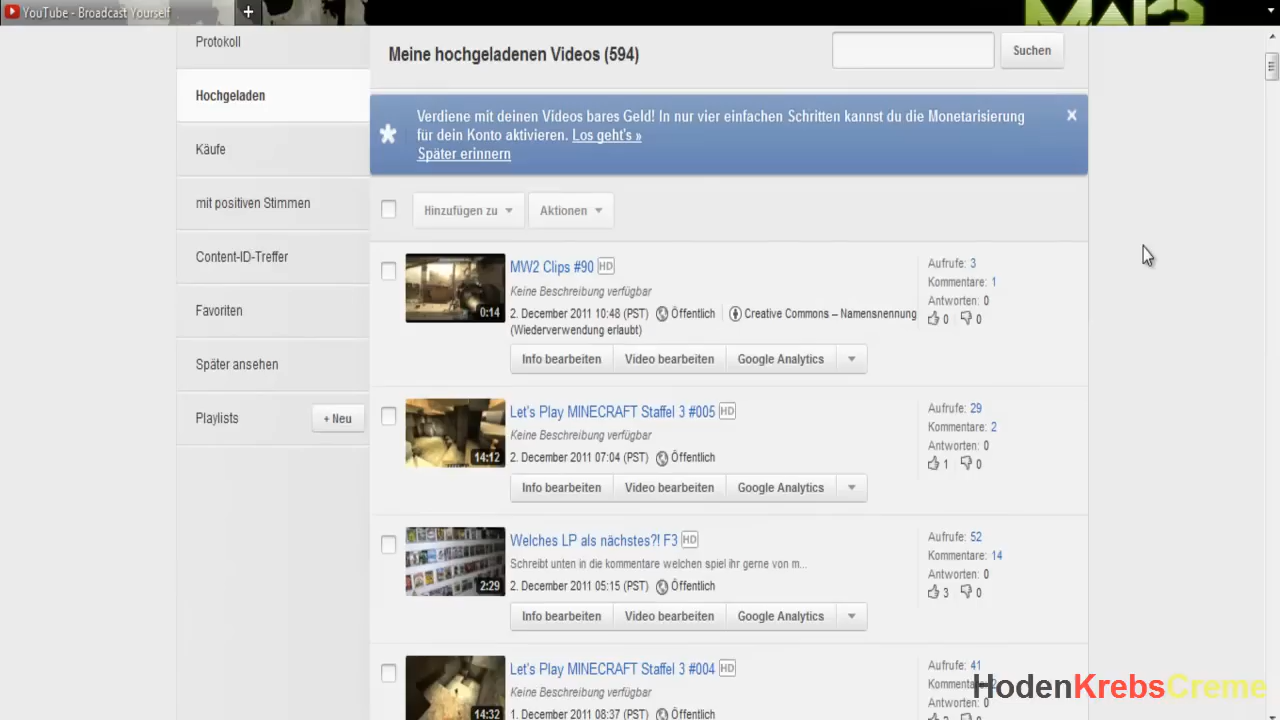 YouTube - Broadcast Yourself
+
MW3
Protokoll
Hochgeladen
Käufe
mit positiven Stimmen
Content-ID-Treffer
Favoriten
Später ansehen
Playlists
+ Neu
Meine hochgeladenen Videos (594)
Suchen
Verdiene mit deinen Videos bares Geld! In nur vier einfachen Schritten kannst du die Monetarisierung
für dein Konto aktivieren. Los geht's »
Später erinnern
x
Hinzufügen zu
Aktionen
0:14
MW2 Clips #90 HD
Keine Beschreibung verfügbar
2. December 2011 10:48 (PST) Öffentlich Creative Commons – Namensnennung
(Wiederverwendung erlaubt)
Info bearbeiten Video bearbeiten Google Analytics
Aufrufe: 3
Kommentare: 1
Antworten: 0
0 0
14:12
Let's Play MINECRAFT Staffel 3 #005 HD
Keine Beschreibung verfügbar
2. December 2011 07:04 (PST) Öffentlich
Info bearbeiten Video bearbeiten Google Analytics
Aufrufe: 29
Kommentare: 2
Antworten: 0
1 0
2:29
Welches LP als nächstes?! F3 HD
Schreibt unten in die kommentare welchen spiel ihr gerne von m...
2. December 2011 05:15 (PST) Öffentlich
Info bearbeiten Video bearbeiten Google Analytics
Aufrufe: 52
Kommentare: 14
Antworten: 0
3 0
14:32
Let's Play MINECRAFT Staffel 3 #004 HD
Keine Beschreibung verfügbar
1. December 2011 08:37 (PST) Öffentlich
Aufrufe: 41
Kommentare:
Antworten: 0
HodenKrebsCreme